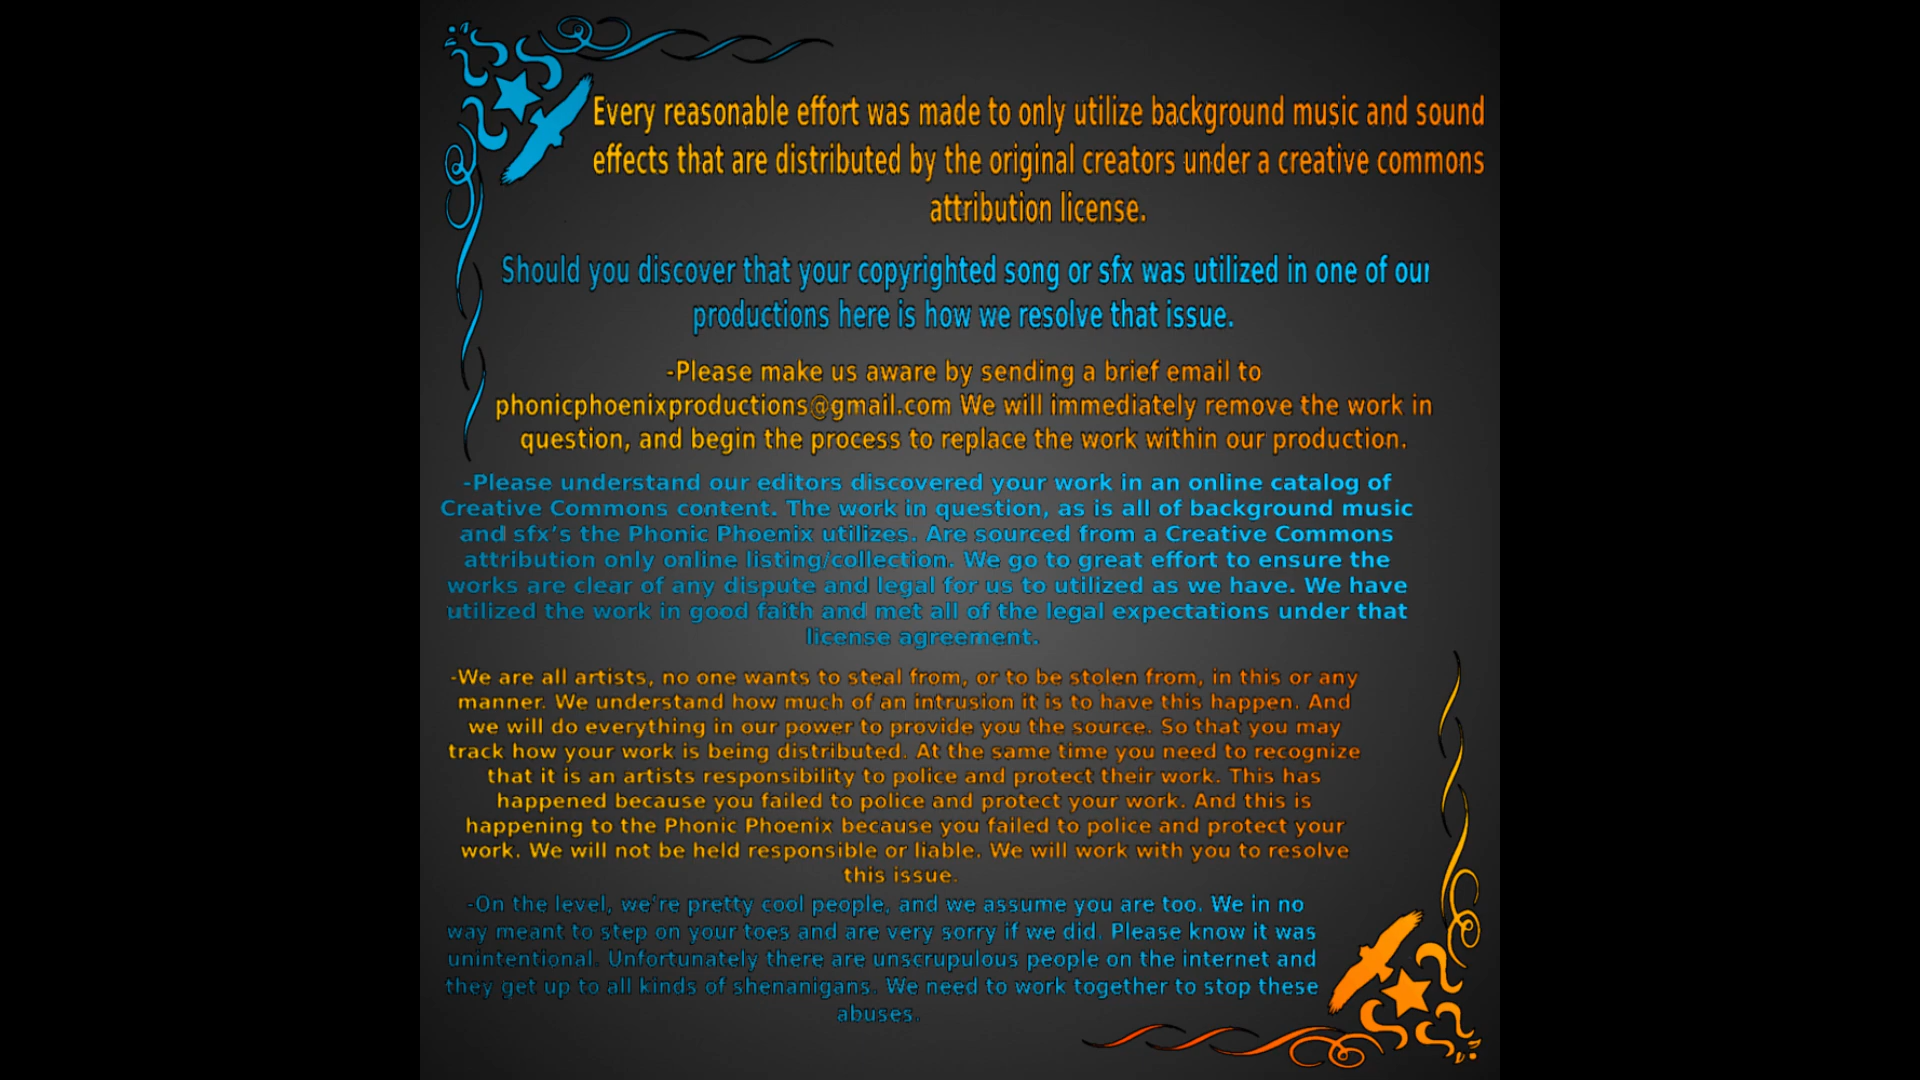 Every reasonable effort was made to only utilize background music and sound
effects that are distributed by the original creators under a creative commons
attribution license.
Should you discover that your copyrighted song or sfx was utilized in one of our
productions here is how we resolve that issue.
-Please make us aware by sending a brief email to
phonicphoenixproductions@gmail.com We will immediately remove the work in
question, and begin the process to replace the work within our production.
-Please understand our editors discovered your work in an online catalog of
Creative Commons content. The work in question, as is all of background music
and sfx's the Phonic Phoenix utilizes. Are sourced from a Creative Commons
attribution only online listing/collection. We go to great effort to ensure the
works are clear of any dispute and legal for us to utilized as we have. We have
utilized the work in good faith and met all of the legal expectations under that
license agreement.
-We are all artists, no one wants to steal from, or to be stolen from, in this or any
manner. We understand how much of an intrusion it is to have this happen. And
we will do everything in our power to provide you the source. So that you may
track how your work is being distributed. At the same time you need to recognize
that it is an artists responsibility to police and protect their work. This has
happened because you failed to police and protect your work. And this is
happening to the Phonic Phoenix because you failed to police and protect your
work. We will not be held responsible or liable. We will work with you to resolve
this issue.
-On the level, we're pretty cool people, and we assume you are too. We in no
way meant to step on your toes and are very sorry if we did. Please know it was
unintentional. Unfortunately there are unscrupulous people on the internet and
they get up to all kinds of shenanigans. We need to work together to stop these
abuses.